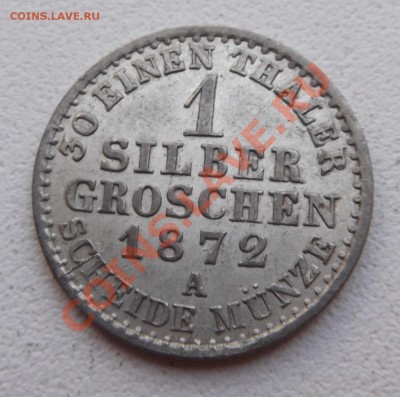 COINS.LAVE.RU
30 EINEN THALER
1
SILBER
GROSCHEN
1872
A
SCHEIDE MÜNZE
COINS.LAVE.RU